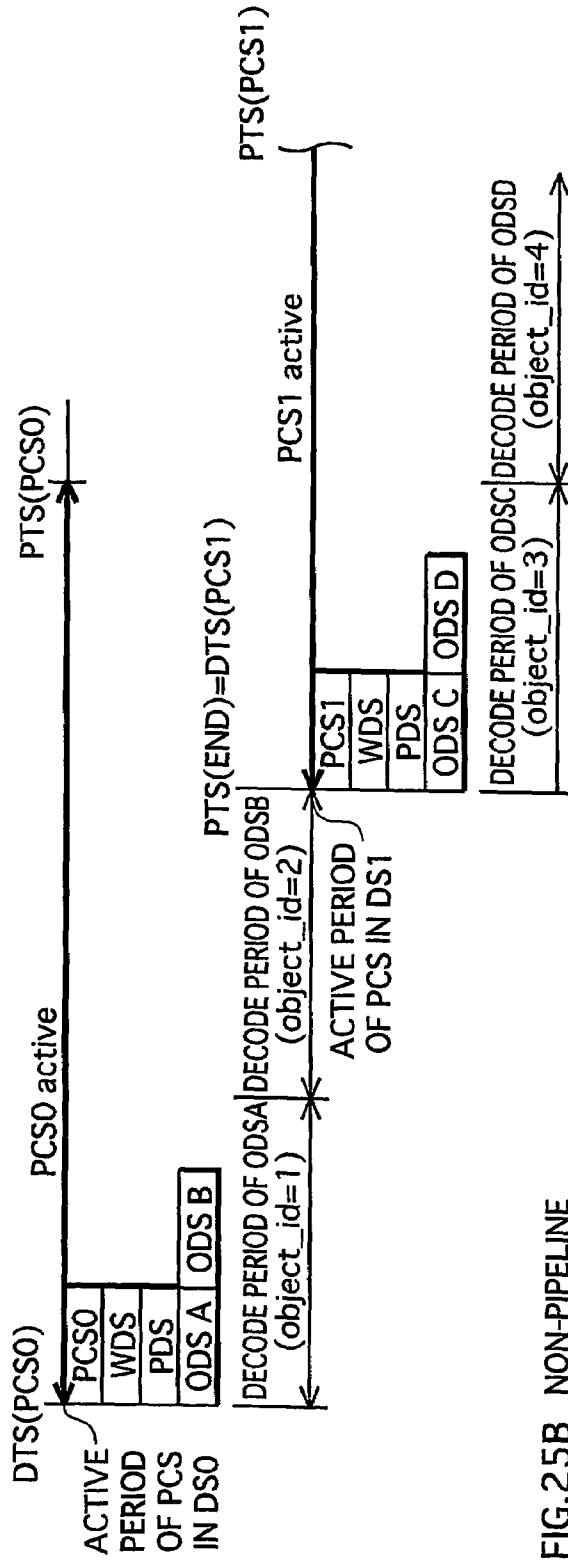 DTS(PCS0)
PTS(PCS0)
PCS0 active
ACTIVE
PERIOD
OF PCS
IN DS0
PCS0
WDS
PDS
ODS A ODS B
DECODE PERIOD OF ODSA
(object_id=1)
DECODE PERIOD OF ODSB
(object_id=2)
PTS(END)=DTS(PCS1)
PTS(PCS1)
PCS1 active
ACTIVE PERIOD
OF PCS IN DS1
PCS1
WDS
PDS
ODS C ODS D
DECODE PERIOD OF ODSC
(object_id=3)
DECODE PERIOD OF ODSD
(object_id=4)
FIG.25B NON-PIPELINE